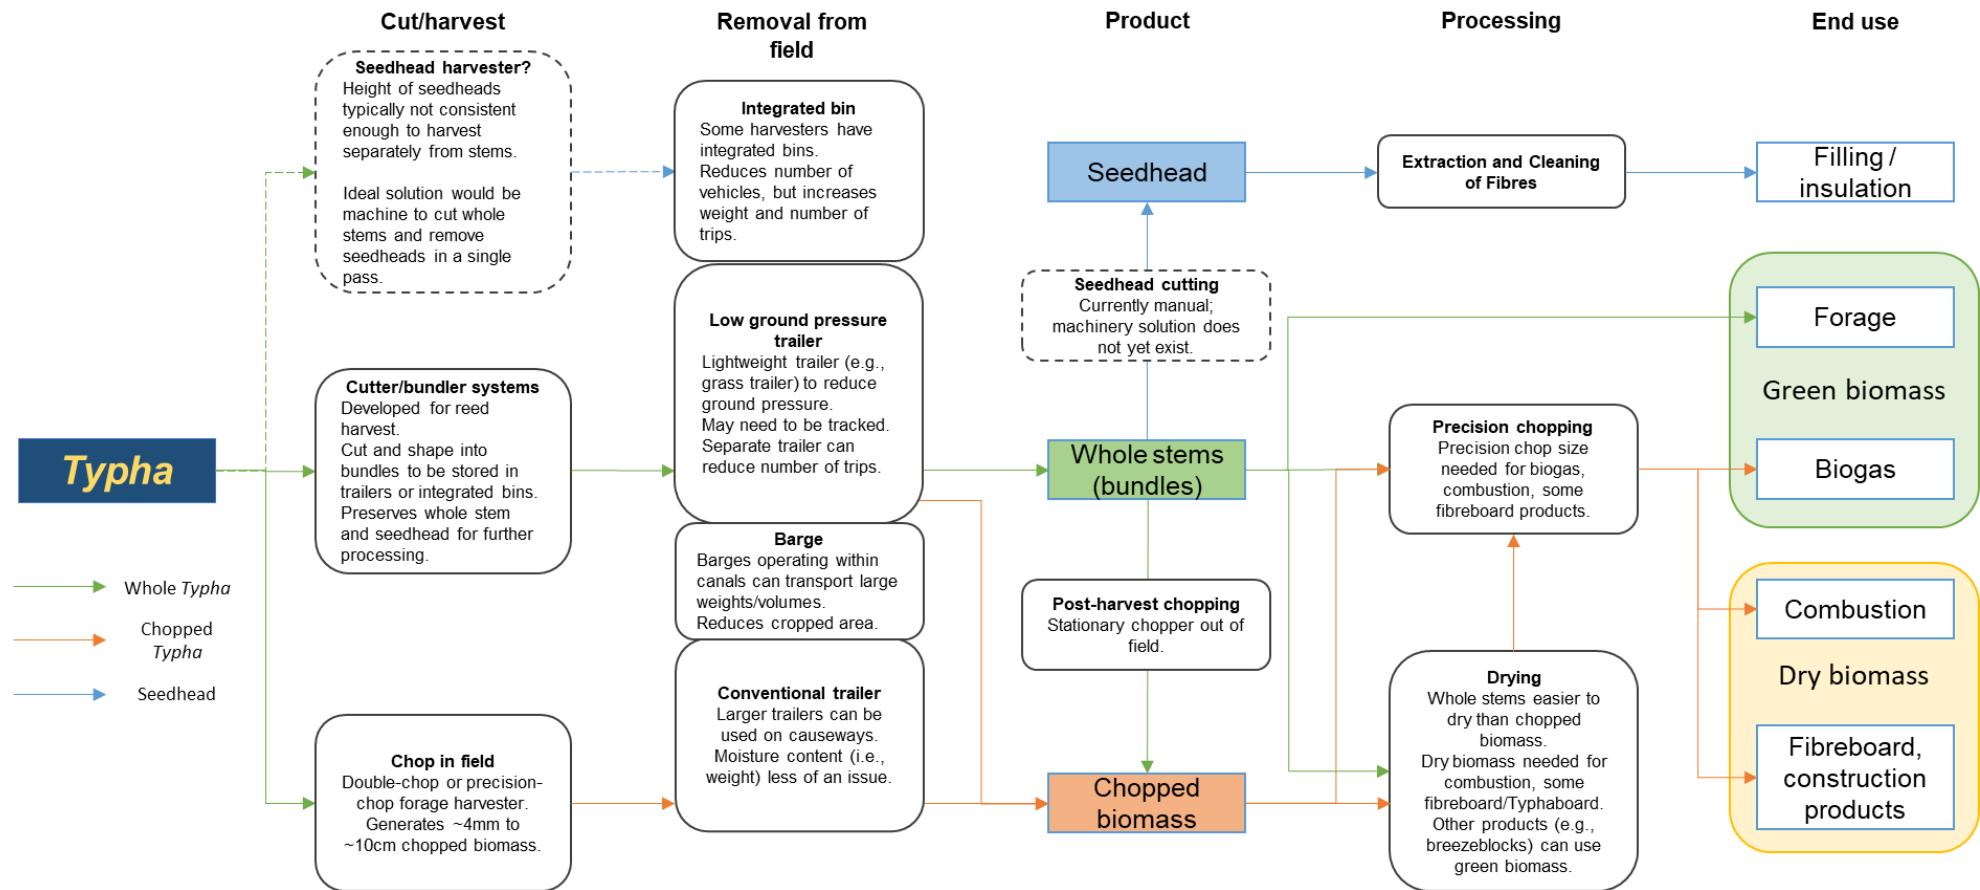 Cut/harvest
Removal from
field
Product
Processing
End use
Seedhead harvester?
Height of seedheads
typically not consistent
enough to harvest
separately from stems.
Ideal solution would be
machine to cut whole
stems and remove
seedheads in a single
pass.
Integrated bin
Some harvesters have
integrated bins.
Reduces number of
vehicles, but increases
weight and number of
trips.
Seedhead
Extraction and Cleaning
of Fibres
Filling /
insulation
Seedhead cutting
Currently manual;
machinery solution does
not yet exist.
Low ground pressure
trailer
Lightweight trailer (e.g.,
grass trailer) to reduce
ground pressure.
May need to be tracked.
Separate trailer can
reduce number of trips.
Forage
Green biomass
Biogas
Typha
Cutter/bundler systems
Developed for reed
harvest.
Cut and shape into
bundles to be stored in
trailers or integrated bins.
Preserves whole stem
and seedhead for further
processing.
Whole stems
(bundles)
Precision chopping
Precision chop size
needed for biogas,
combustion, some
fibreboard products.
Barge
Barges operating within
canals can transport large
weights/volumes.
Reduces cropped area.
Post-harvest chopping
Stationary chopper out of
field.
Combustion
Dry biomass
Fibreboard,
construction
products
Whole Typha
Chopped
Typha
Seedhead
Conventional trailer
Larger trailers can be
used on causeways.
Moisture content (i.e.,
weight) less of an issue.
Drying
Whole stems easier to
dry than chopped
biomass.
Dry biomass needed for
combustion, some
fibreboard/Typhaboard.
Other products (e.g.,
breezeblocks) can use
green biomass.
Chop in field
Double-chop or precision-
chop forage harvester.
Generates ~4mm to
~10cm chopped biomass.
Chopped
biomass